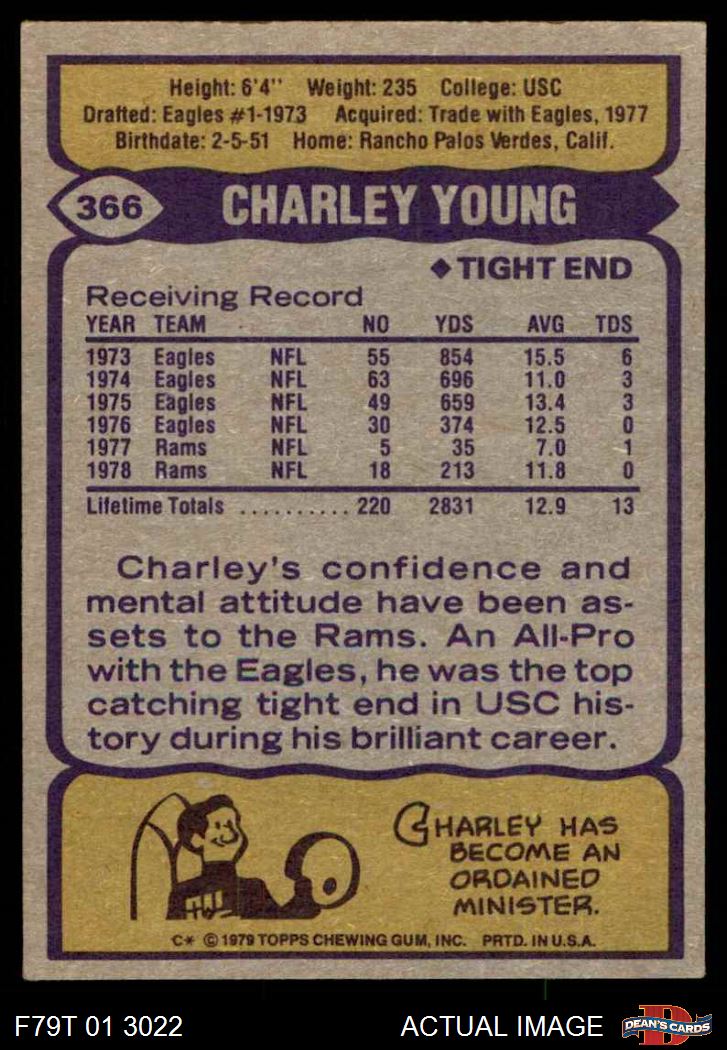 Height: 6'4" Weight: 235 College: USC
Drafted: Eagles #1-1973 Acquired: Trade with Eagles, 1977
Birthdate: 2-5-51 Home: Rancho Palos Verdes, Calif.
366 CHARLEY YOUNG
◆TIGHT END
Receiving Record
YEAR TEAM NO YDS AVG TDS
1973 Eagles NFL 55 854 15.5 6
1974 Eagles NFL 63 696 11.0 3
1975 Eagles NFL 49 659 13.4 3
1976 Eagles NFL 30 374 12.5 0
1977 Rams NFL 5 35 7.0 1
1978 Rams NFL 18 213 11.8 0
Lifetime Totals .......... 220 2831 12.9 13
Charley's confidence and
mental attitude have been as-
sets to the Rams. An All-Pro
with the Eagles, he was the top
catching tight end in USC his-
tory during his brilliant career.
CHARLEY HAS
BECOME AN
ORDAINED
MINISTER.
C* © 1979 TOPPS CHEWING GUM, INC. PRTD. IN U.S.A.
F79T 01 3022 ACTUAL IMAGE D DEAN'S CARDS